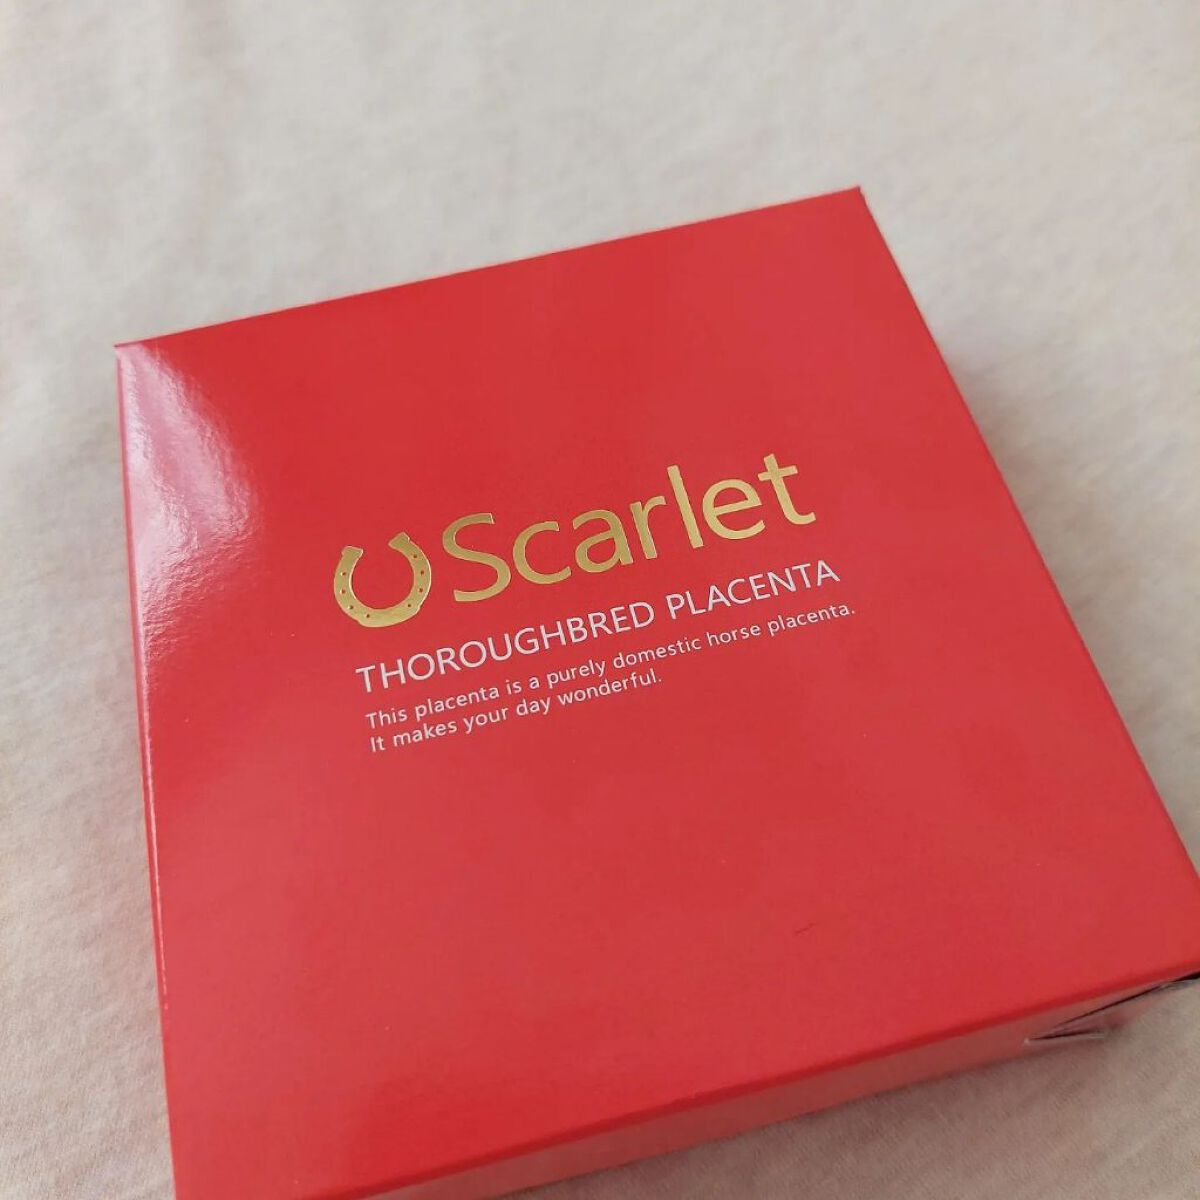 Scarlet
THOROUGHBRED PLACENTA
This placenta is a purely domestic horse placenta.
It makes your day wonderful.